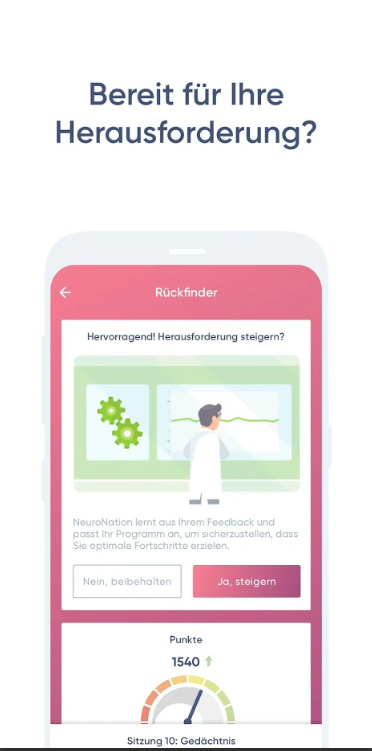 Bereit für Ihre
Herausforderung?
Rückfinder
Hervorragend! Herausforderung steigern?
NeuroNation lernt aus Ihrem Feedback und
passt Ihr Programm an, um sicherzustellen, dass
Sie optimale Fortschritte erzielen.
Nein, beibehalten
Ja, steigern
Punkte
1540
Sitzung 10: Gedächtnis